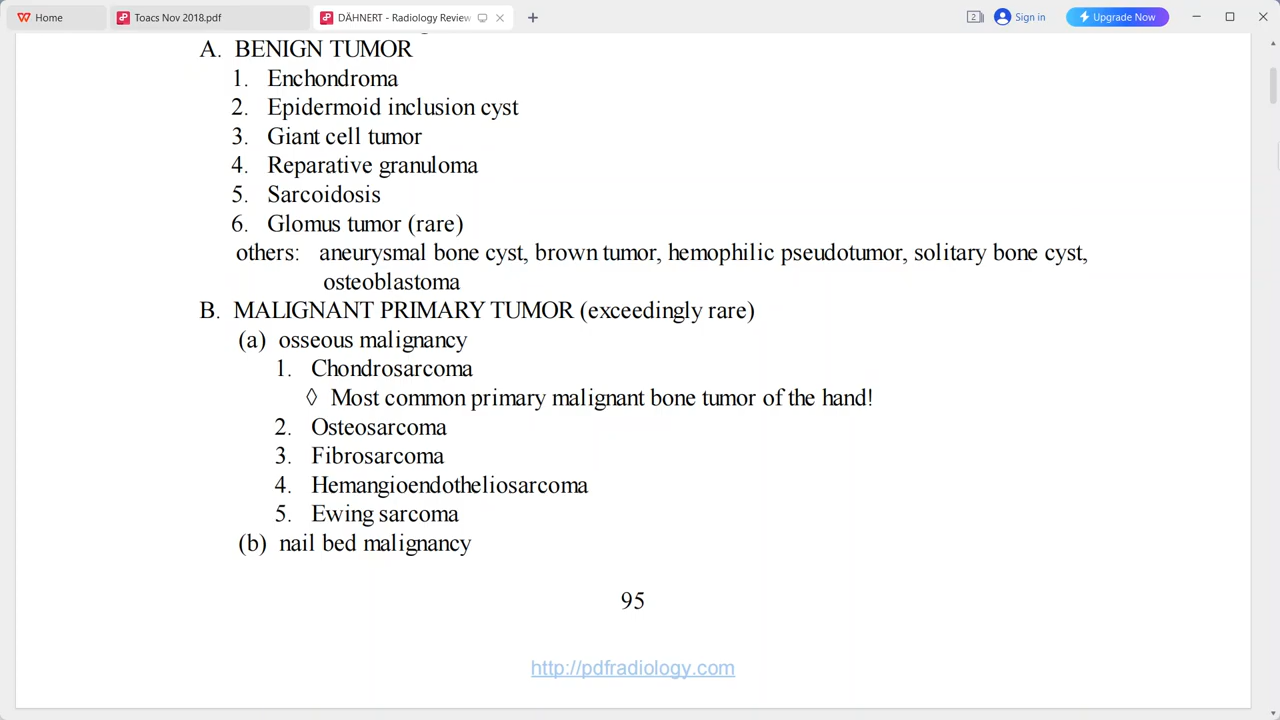 Home
Toacs Nov 2018.pdf
DÄHNERT - Radiology Review
2
Sign in
Upgrade Now
A. BENIGN TUMOR
1. Enchondroma
2. Epidermoid inclusion cyst
3. Giant cell tumor
4. Reparative granuloma
5. Sarcoidosis
6. Glomus tumor (rare)
others: aneurysmal bone cyst, brown tumor, hemophilic pseudotumor, solitary bone cyst,
osteoblastoma
B. MALIGNANT PRIMARY TUMOR (exceedingly rare)
(a) osseous malignancy
1. Chondrosarcoma
◊ Most common primary malignant bone tumor of the hand!
2. Osteosarcoma
3. Fibrosarcoma
4. Hemangioendotheliosarcoma
5. Ewing sarcoma
(b) nail bed malignancy
95
http://pdfradiology.com